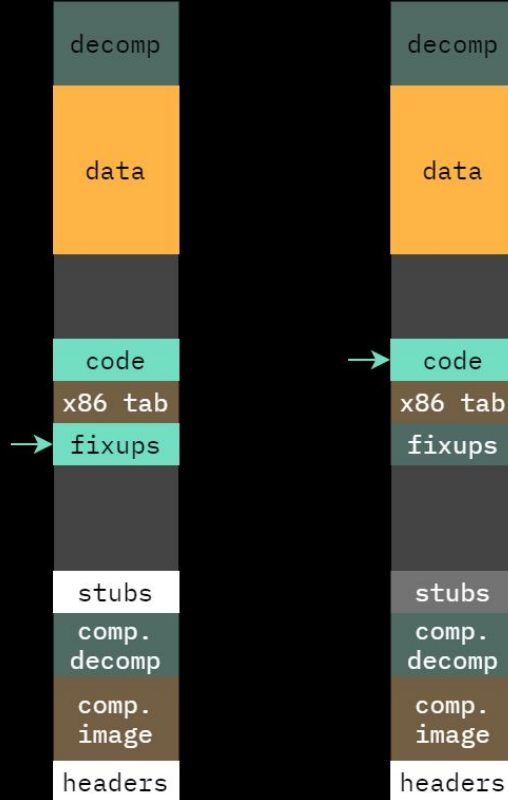 decomp
data
code
x86 tab
fixups
stubs
comp.
decomp
comp.
image
headers
decomp
data
code
x86 tab
fixups
stubs
comp.
decomp
comp.
image
headers